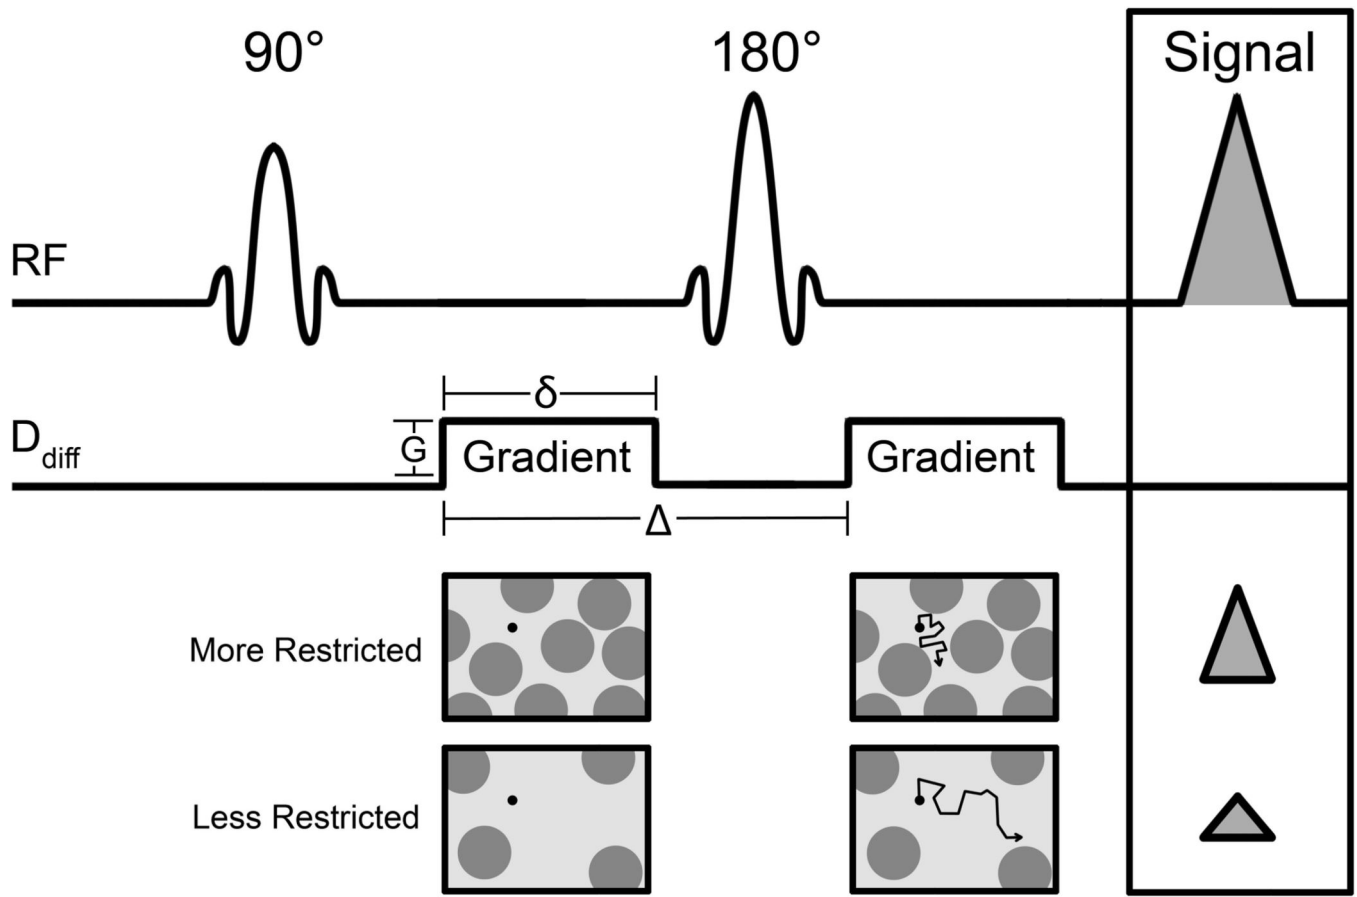 90°
180°
Signal
RF
δ
D diff
G
Gradient
Gradient
Δ
More Restricted
Less Restricted